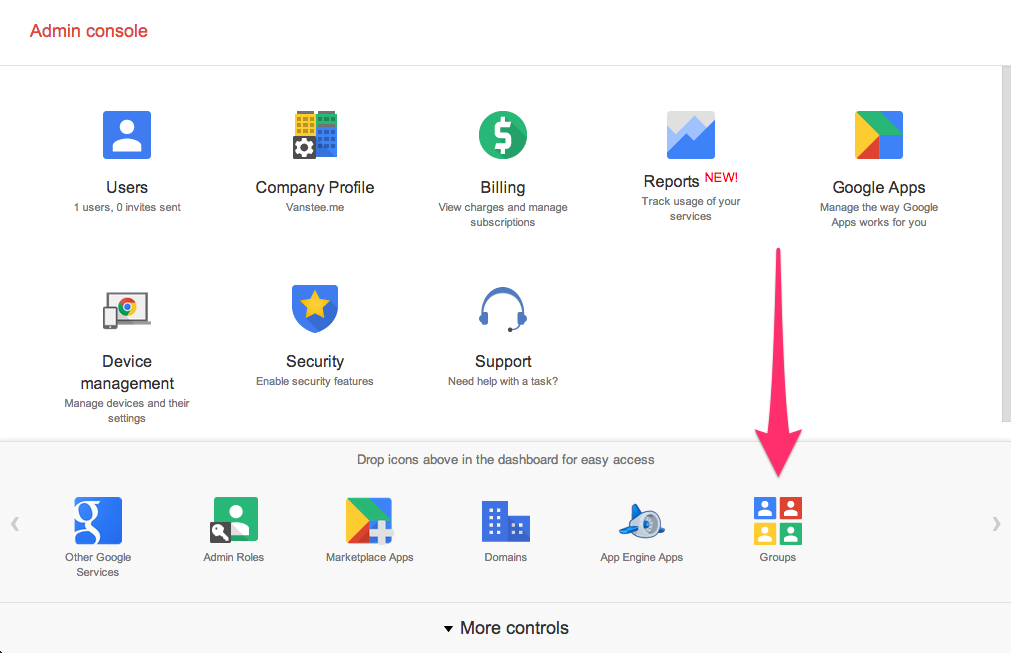 Admin console
Users
1 users, 0 invites sent
Company Profile
Vanstee.me
Billing
View charges and manage
subscriptions
Reports NEW!
Track usage of your
services
Google Apps
Manage the way Google
Apps works for you
Device
management
Manage devices and their
settings
Security
Enable security features
Support
Need help with a task?
Drop icons above in the dashboard for easy access
Other Google
Services
Admin Roles
Marketplace Apps
Domains
App Engine Apps
Groups
More controls